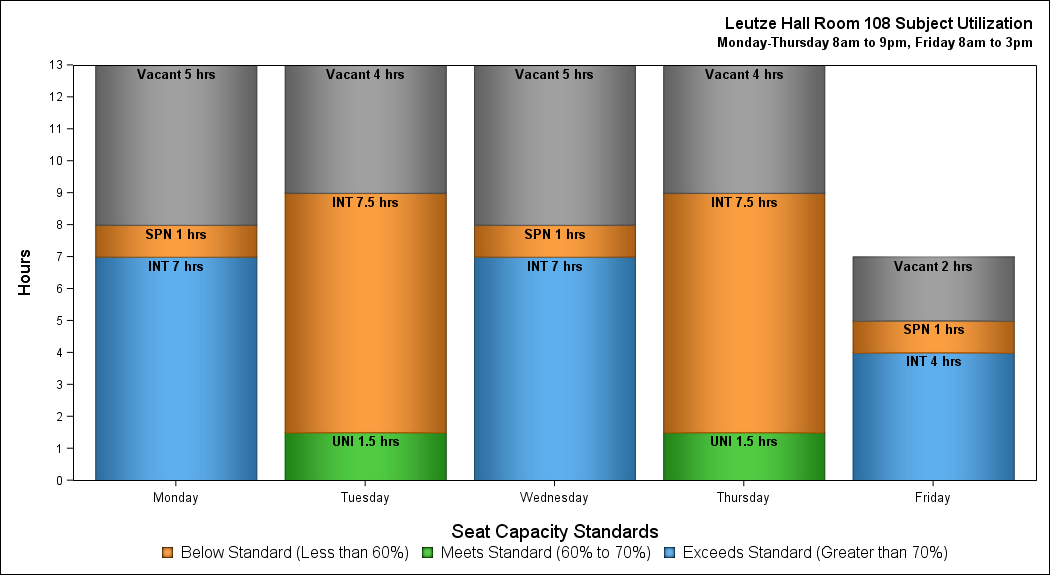 Leutze Hall Room 108 Subject Utilization
Monday-Thursday 8am to 9pm, Friday 8am to 3pm
13
12
11
10
9
8
7
6
5
4
3
2
1
0
Hours
Vacant 5 hrs
SPN 1 hrs
INT 7 hrs
Vacant 4 hrs
INT 7.5 hrs
UNI 1.5 hrs
Vacant 5 hrs
SPN 1 hrs
INT 7 hrs
Vacant 4 hrs
INT 7.5 hrs
UNI 1.5 hrs
Vacant 2 hrs
SPN 1 hrs
INT 4 hrs
Monday Tuesday Wednesday Thursday Friday
Seat Capacity Standards
Below Standard (Less than 60%) Meets Standard (60% to 70%) Exceeds Standard (Greater than 70%)